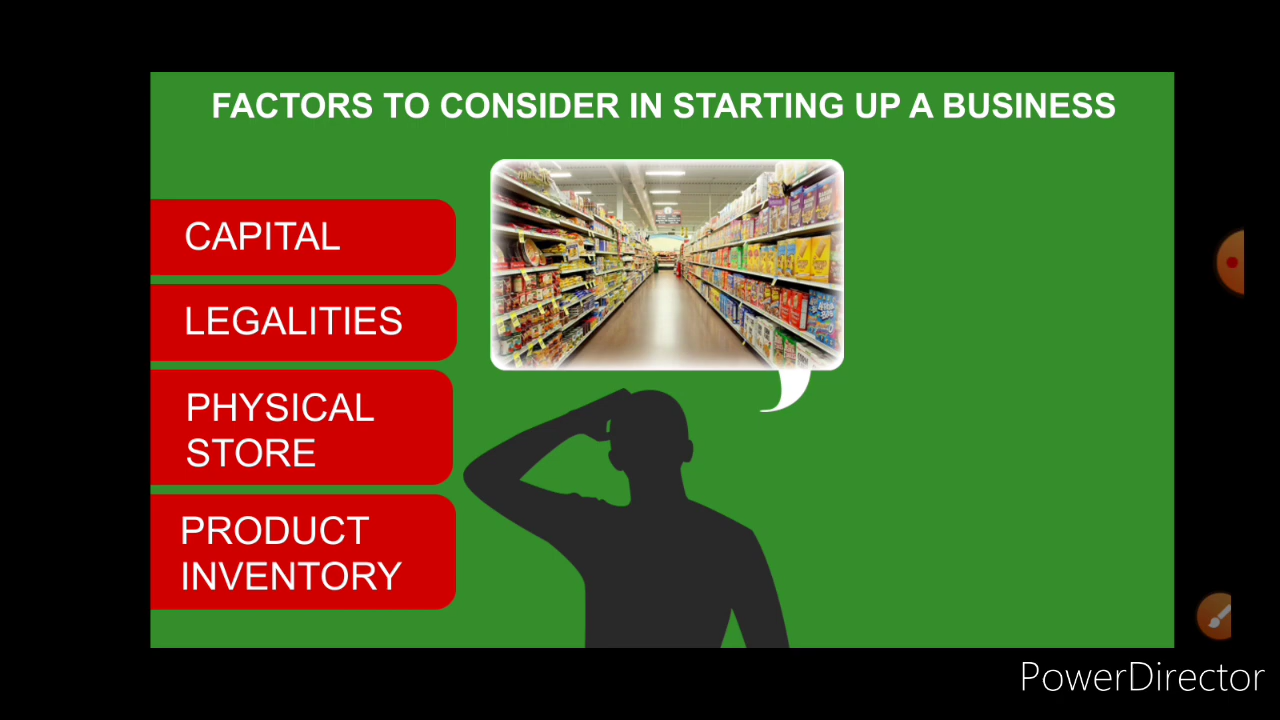 FACTORS TO CONSIDER IN STARTING UP A BUSINESS
CAPITAL
LEGALITIES
PHYSICAL
STORE
PRODUCT
INVENTORY
PowerDirector